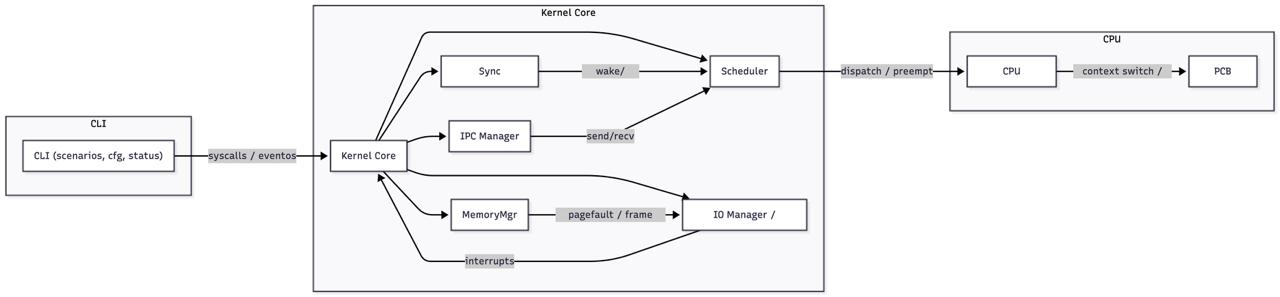 Kernel Core
CPU
Sync
wake/
Scheduler
dispatch / preempt
CPU
context switch /
PCB
CLI
IPC Manager
send/recv
CLI (scenarios, cfg, status)
syscalls / eventos
Kernel Core
MemoryMgr
pagefault / frame
IO Manager /
interrupts